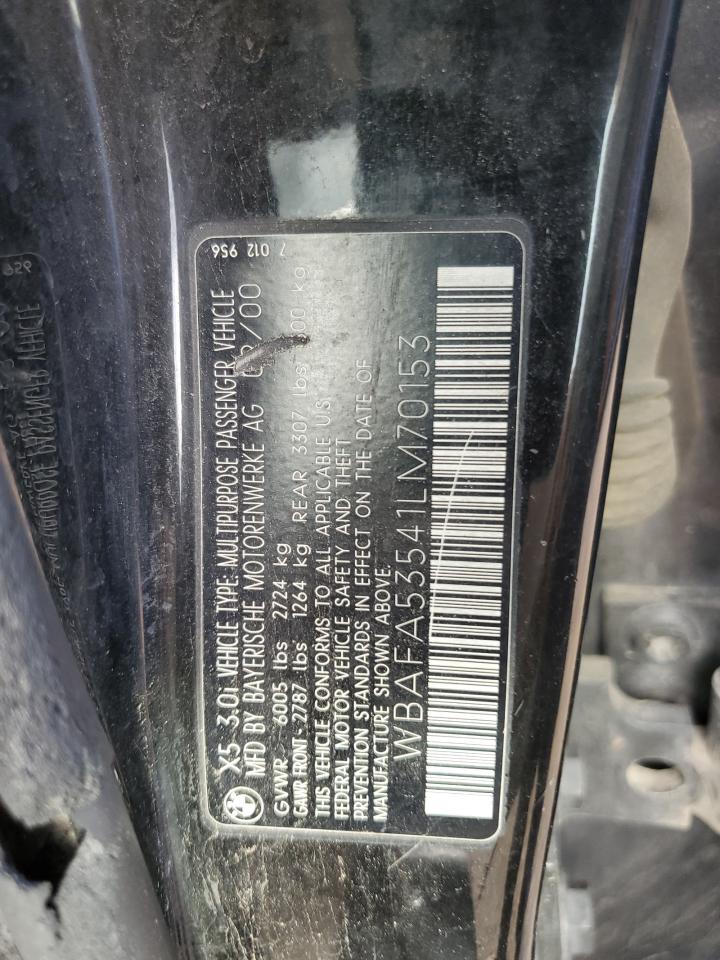 7 012 956
X5 3.0i VEHICLE TYPE: MULTIPURPOSE PASSENGER VEHICLE
MFD BY BAYERISCHE MOTORENWERKE AG /00
GVWR 6005 lbs 2724 kg
GAWR FRONT-2787 lbs 1264 kg REAR 3307 lbs kg
THIS VEHICLE CONFORMS TO ALL APPLICABLE U.S.
FEDERAL MOTOR VEHICLE SAFETY AND THEFT
PREVENTION STANDARDS IN EFFECT ON THE DATE OF
MANUFACTURE SHOWN ABOVE.
WBAFA53541LM70153